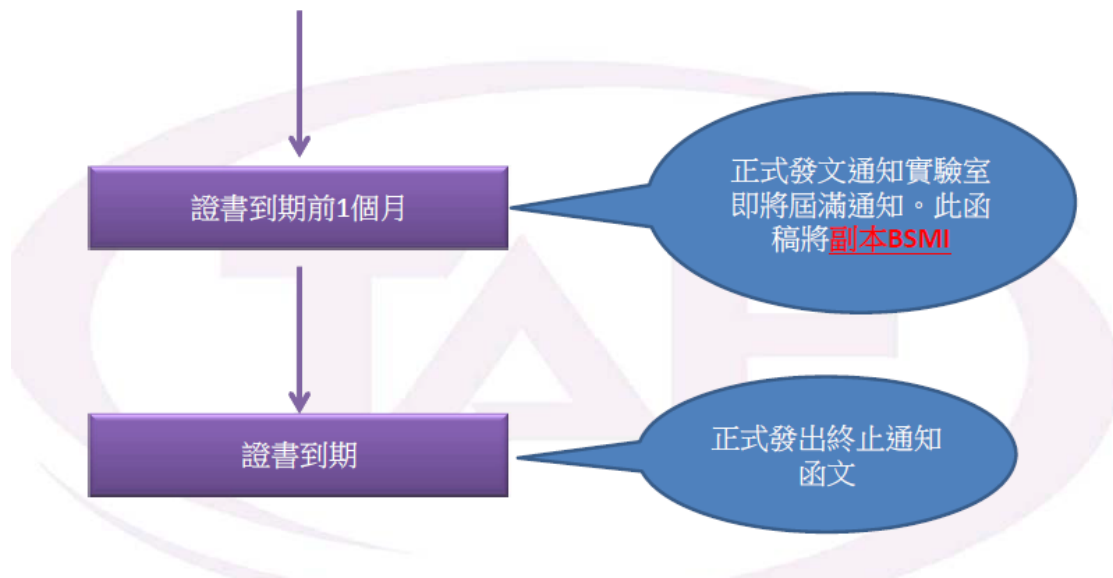 證書到期前1個月
正式發文通知實驗室
即將屆滿通知。此函
稿將副本BSMI
證書到期
正式發出終止通知
函文
TAF